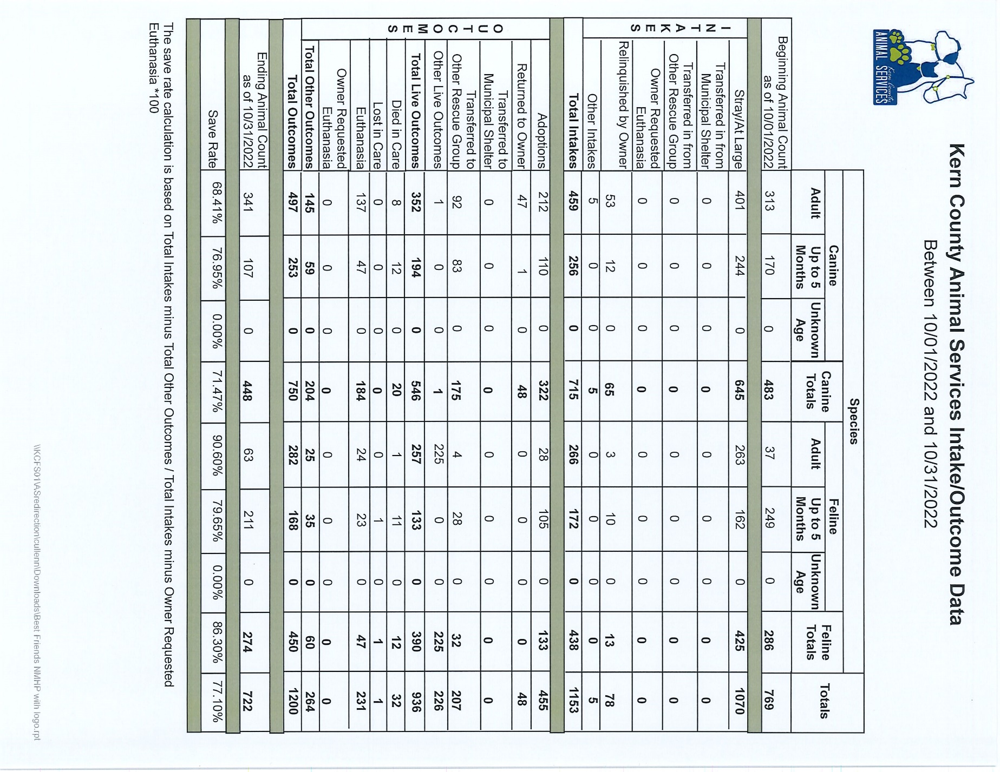 Kern County
ANIMAL SERVICES
Kern County Animal Services Intake/Outcome Data
Between 10/01/2022 and 10/31/2022
Species
Canine Canine Totals Feline Feline Totals Totals
Adult Up to 5 Months Unknown Age Adult Up to 5 Months Unknown Age
Beginning Animal Count as of 10/01/2022 313 170 0 483 37 249 0 286 769
INTAKES
Stray/At Large 401 244 0 645 263 162 0 425 1070
Transferred in from Municipal Shelter 0 0 0 0 0 0 0 0 0
Transferred in from Other Rescue Group 0 0 0 0 0 0 0 0 0
Owner Requested Euthanasia 0 0 0 0 0 0 0 0 0
Relinquished by Owner 53 12 0 65 3 10 0 13 78
Other Intakes 5 0 0 5 0 0 0 0 5
Total Intakes 459 256 0 715 266 172 0 438 1153
OUTCOMES
Adoptions 212 110 0 322 28 105 0 133 455
Returned to Owner 47 1 0 48 0 0 0 0 48
Transferred to Municipal Shelter 0 0 0 0 0 0 0 0 0
Transferred to Other Rescue Group 92 83 0 175 4 28 0 32 207
Other Live Outcomes 1 0 0 1 225 0 0 225 226
Total Live Outcomes 352 194 0 546 257 133 0 390 936
Died in Care 8 12 0 20 1 11 0 12 32
Lost in Care 0 0 0 0 0 1 0 1 1
Euthanasia 137 47 0 184 24 23 0 47 231
Owner Requested Euthanasia 0 0 0 0 0 0 0 0 0
Total Other Outcomes 145 59 0 204 25 35 0 60 264
Total Outcomes 497 253 0 750 282 168 0 450 1200
Ending Animal Count as of 10/31/2022 341 107 0 448 63 211 0 274 722
Save Rate 68.41% 76.95% 0.00% 71.47% 90.60% 79.65% 0.00% 86.30% 77.10%
The save rate calculation is based on Total Intakes minus Total Other Outcomes / Total Intakes minus Owner Requested
Euthanasia *100
\\KCFS01\ASredirection\cullenn\Downloads\Best Friends NMHP with logo.rpt